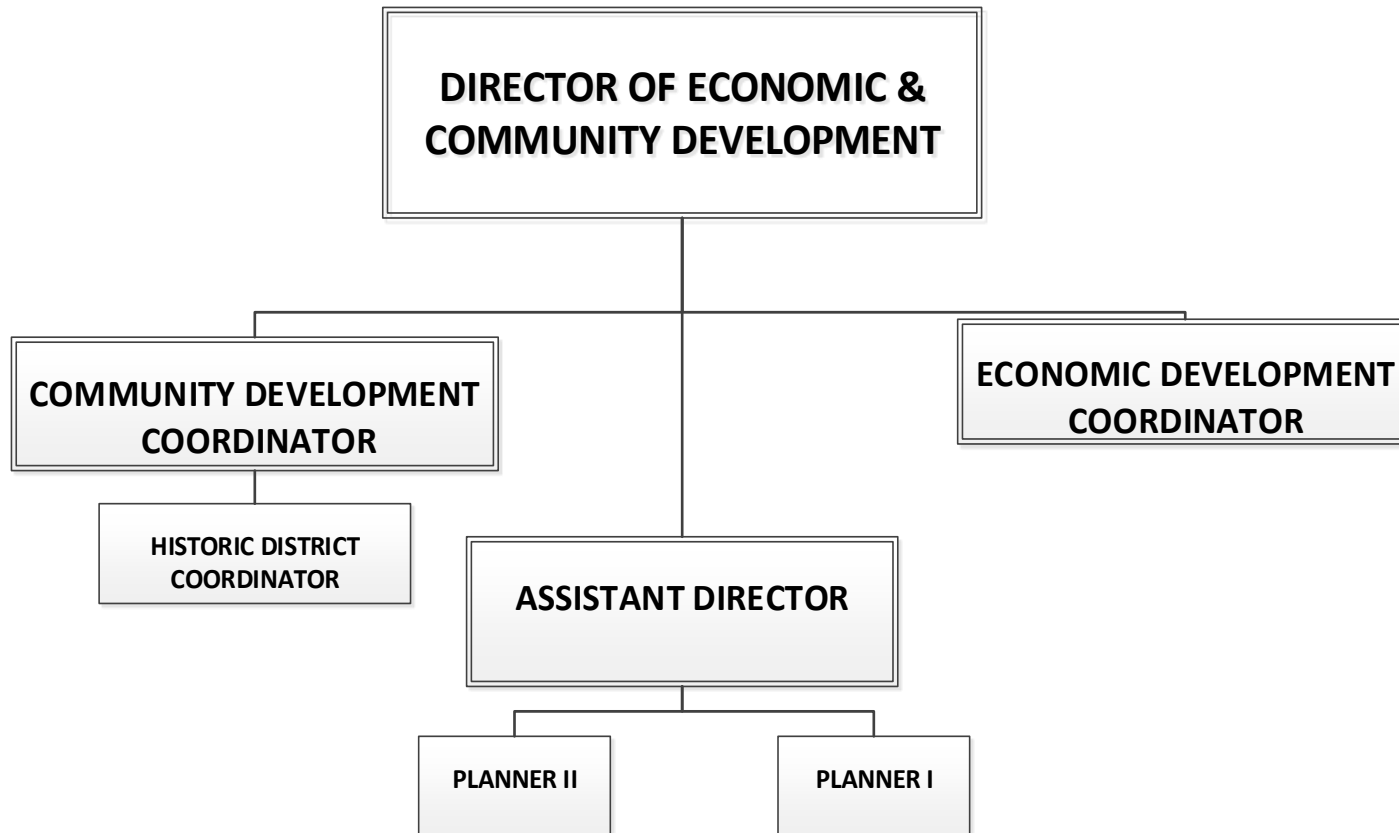 DIRECTOR OF ECONOMIC &
COMMUNITY DEVELOPMENT
COMMUNITY DEVELOPMENT
COORDINATOR
ECONOMIC DEVELOPMENT
COORDINATOR
HISTORIC DISTRICT
COORDINATOR
ASSISTANT DIRECTOR
PLANNER II
PLANNER I